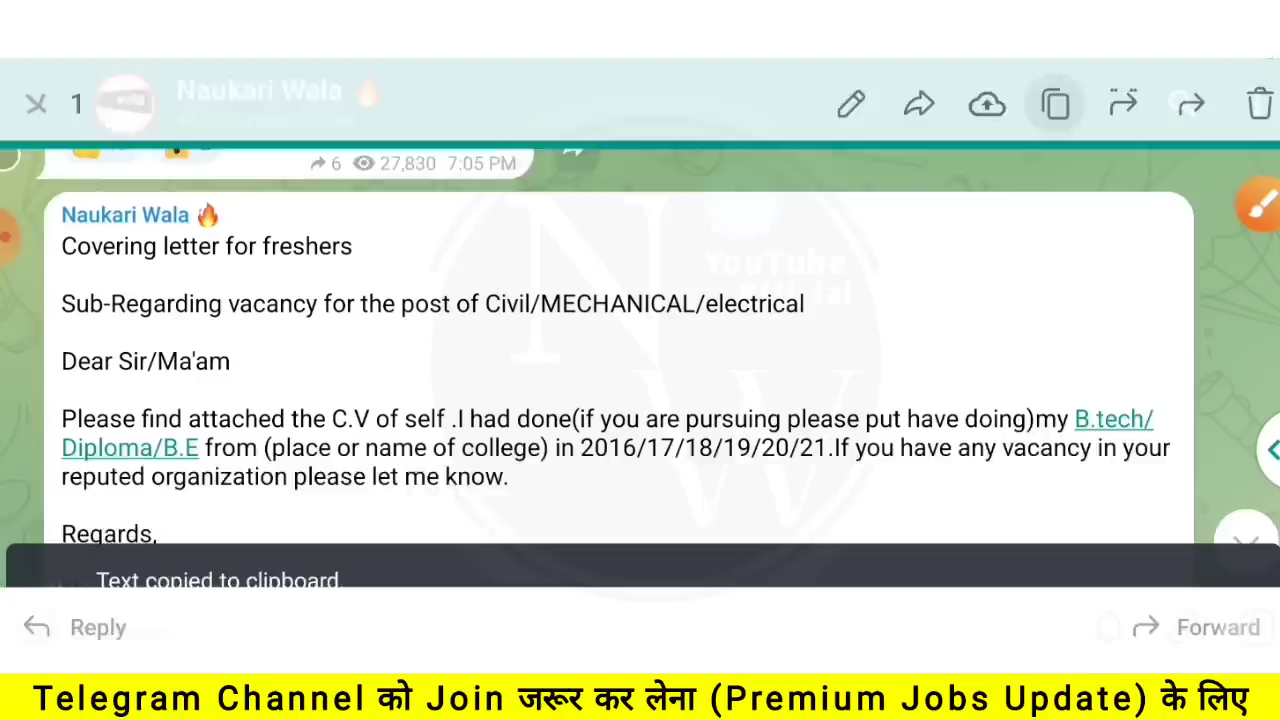 1
Naukari Wala 🔥
6 27,830 7:05 PM
Naukari Wala 🔥
Covering letter for freshers
Sub-Regarding vacancy for the post of Civil/MECHANICAL/electrical
Dear Sir/Ma'am
Please find attached the C.V of self .I had done(if you are pursuing please put have doing)my B.tech/
Diploma/B.E from (place or name of college) in 2016/17/18/19/20/21.If you have any vacancy in your
reputed organization please let me know.
Regards,
Text copied to clipboard.
Reply
Forward
NW
YouTube
official
Telegram Channel को Join जरूर कर लेना (Premium Jobs Update) के लिए